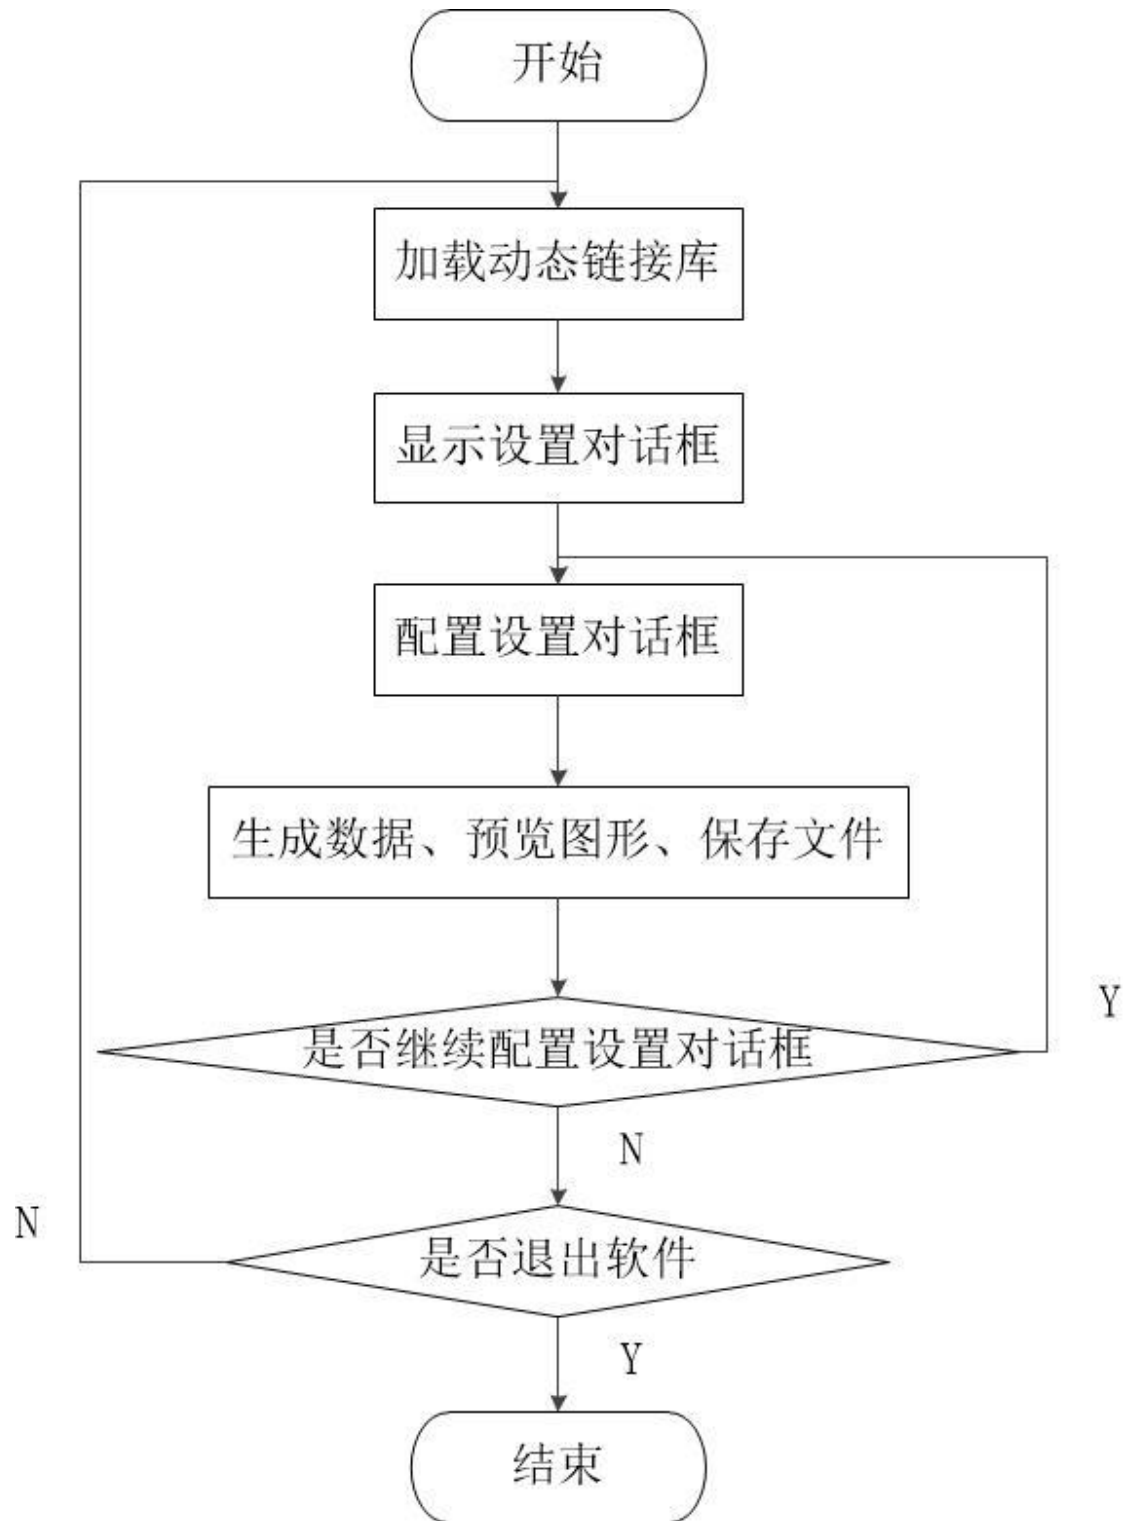 开始
加载动态链接库
显示设置对话框
配置设置对话框
生成数据、预览图形、保存文件
Y
是否继续配置设置对话框
N
N
是否退出软件
Y
结束